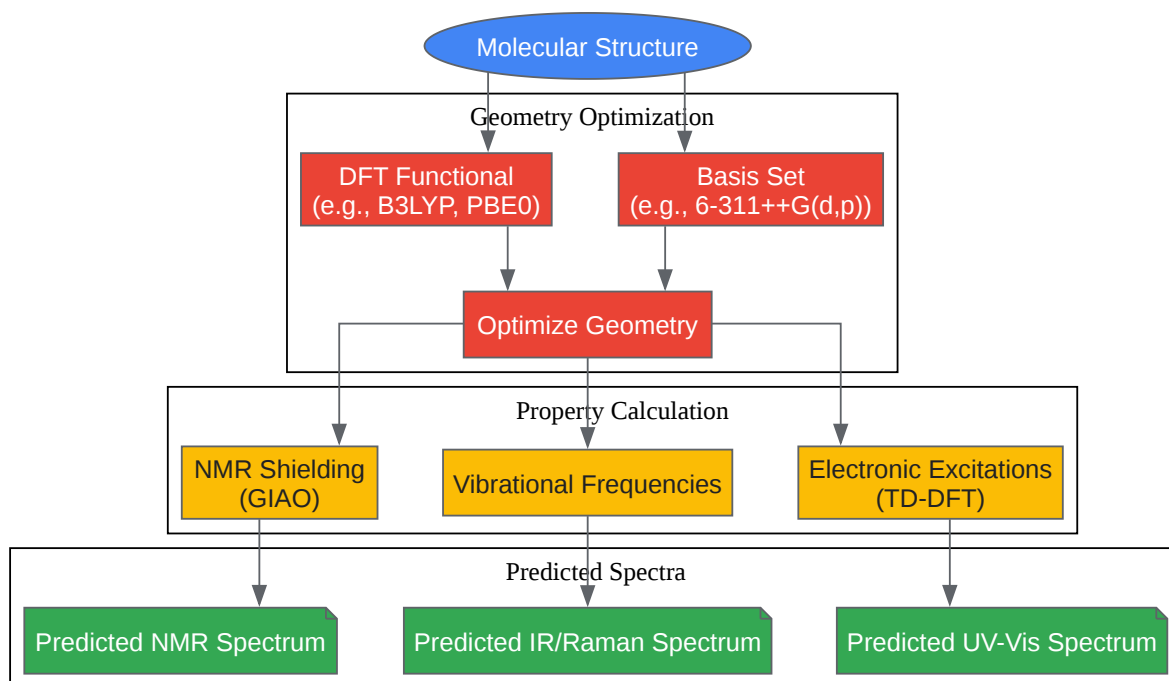 Molecular Structure
Geometry Optimization
DFT Functional
(e.g., B3LYP, PBE0)
Basis Set
(e.g., 6-311++G(d,p))
Optimize Geometry
Property Calculation
NMR Shielding
(GIAO)
Vibrational Frequencies
Electronic Excitations
(TD-DFT)
Predicted Spectra
Predicted NMR Spectrum
Predicted IR/Raman Spectrum
Predicted UV-Vis Spectrum